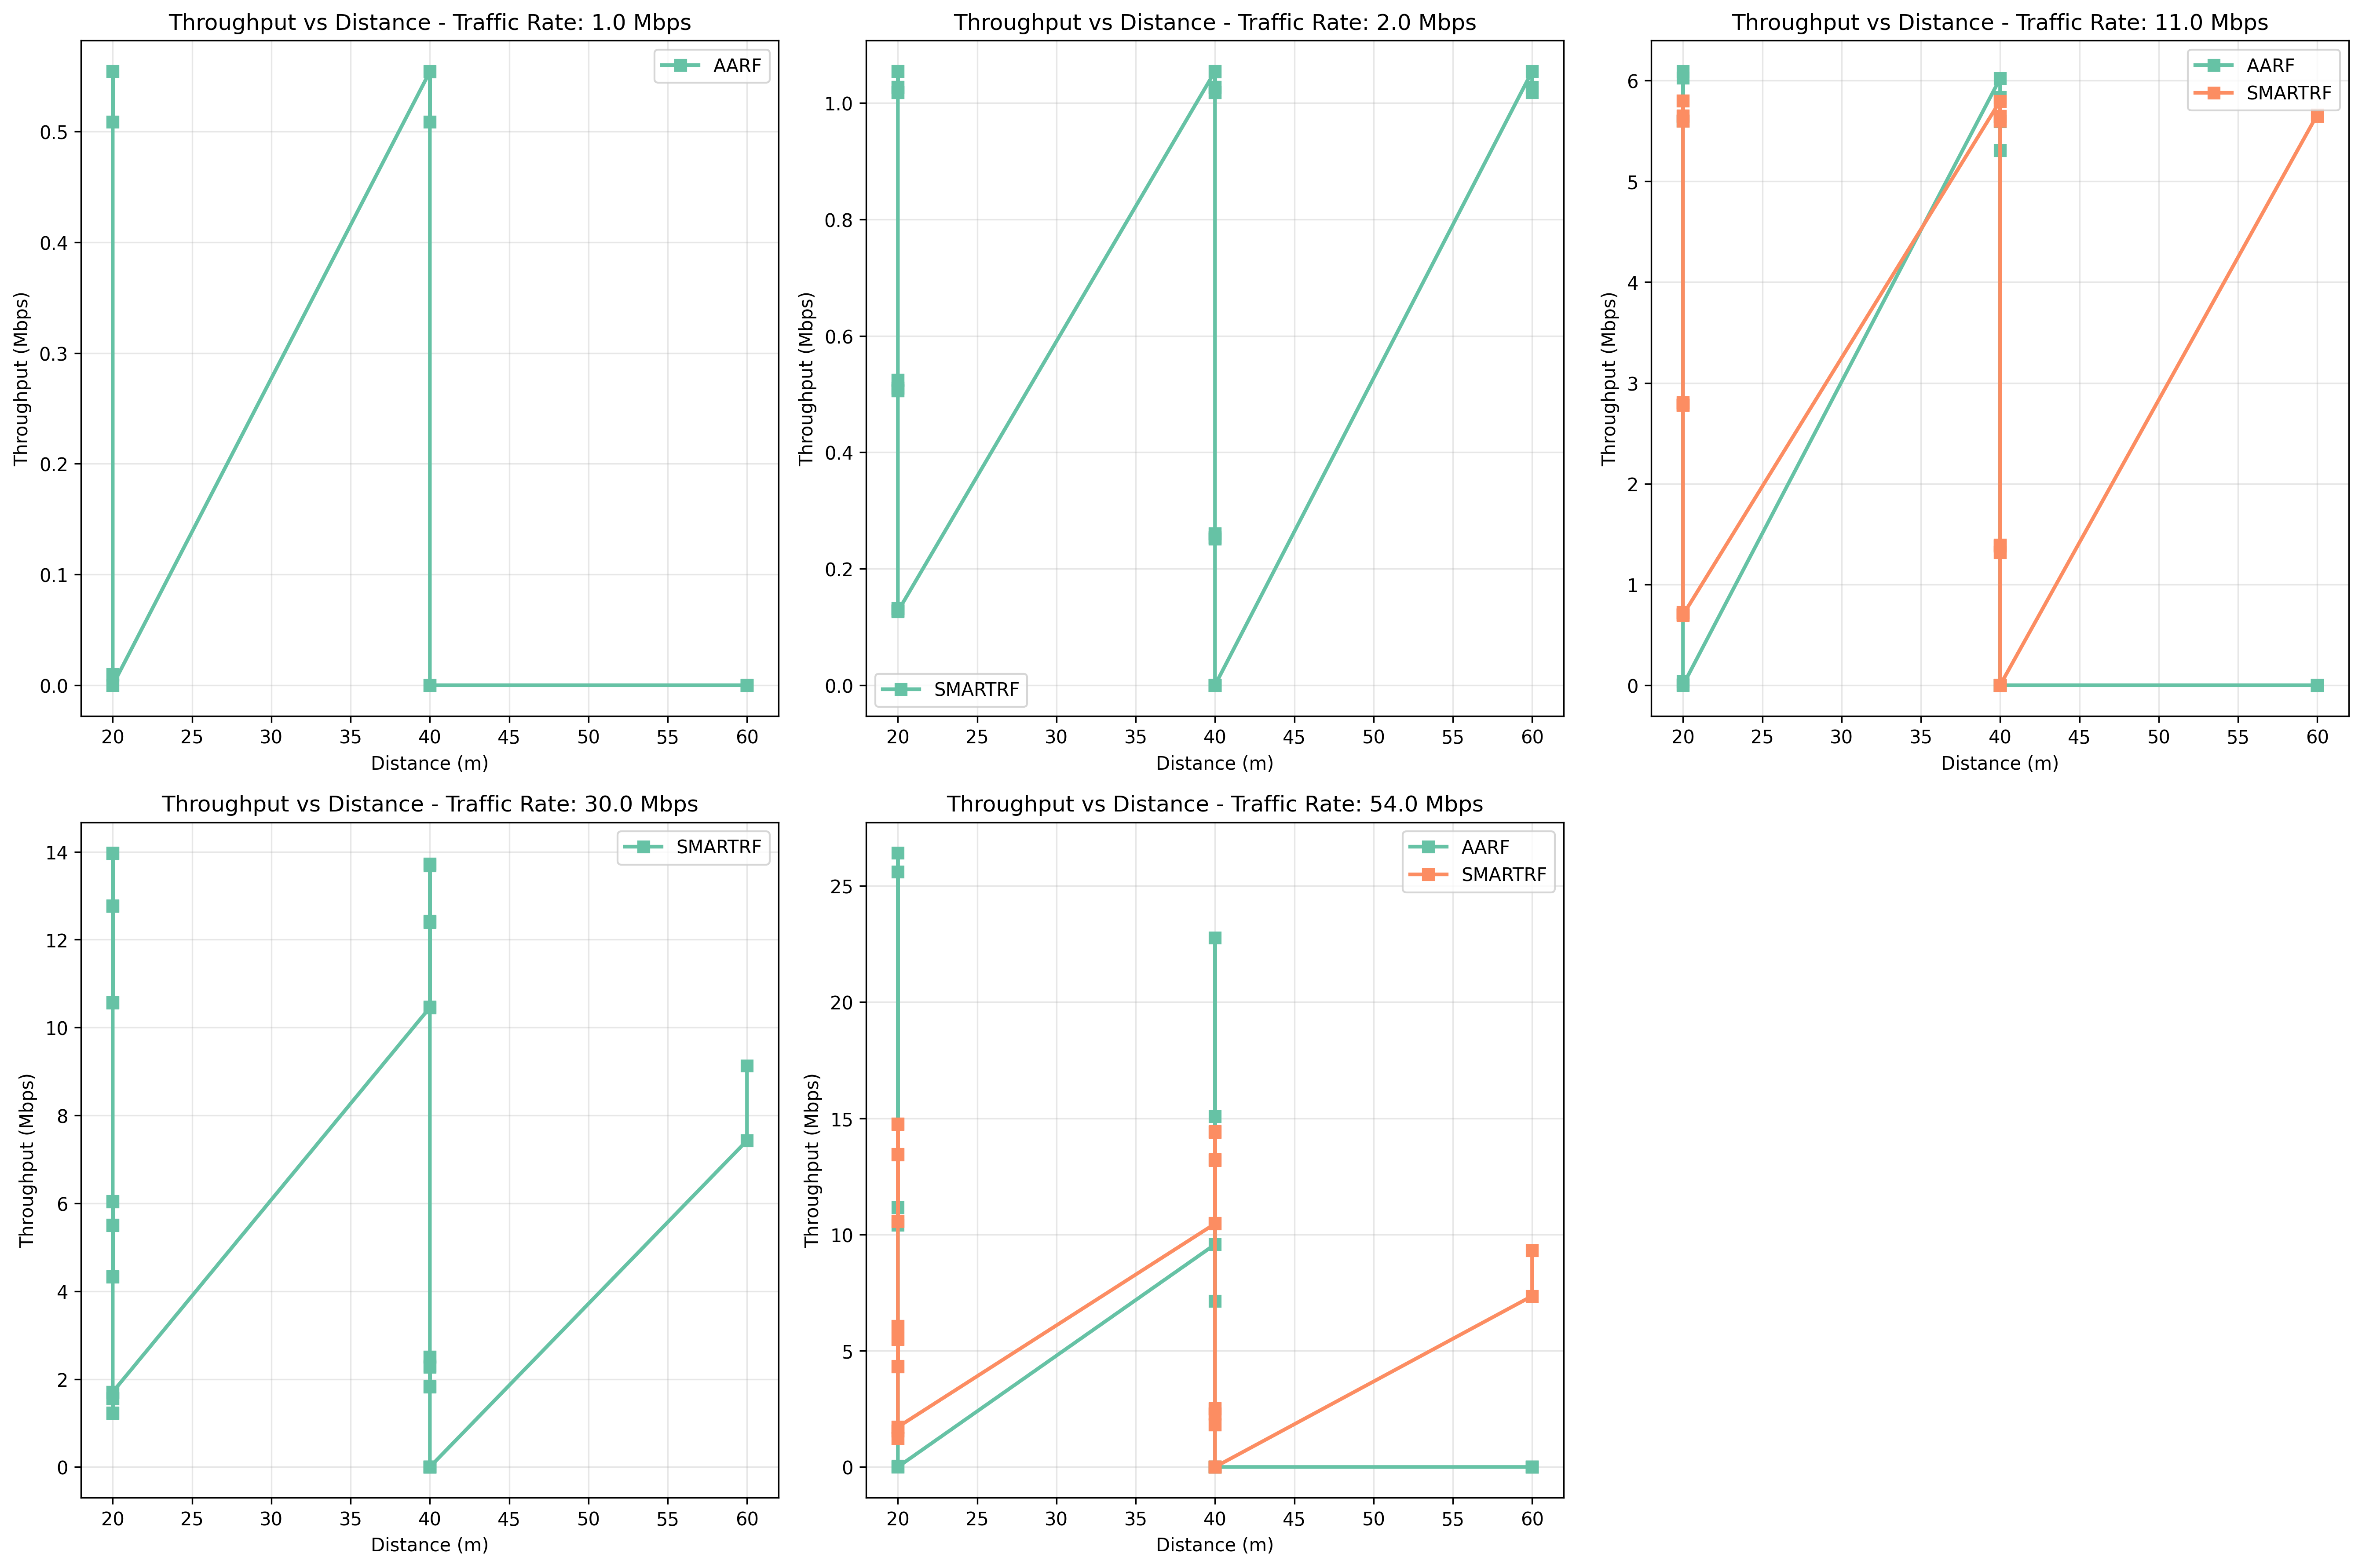 Throughput vs Distance - Traffic Rate: 1.0 Mbps
AARF
Throughput (Mbps)
0.5
0.4
0.3
0.2
0.1
0.0
20 25 30 35 40 45 50 55 60
Distance (m)
Throughput vs Distance - Traffic Rate: 2.0 Mbps
Throughput (Mbps)
1.0
0.8
0.6
0.4
0.2
0.0
SMARTRF
20 25 30 35 40 45 50 55 60
Distance (m)
Throughput vs Distance - Traffic Rate: 11.0 Mbps
AARF
SMARTRF
Throughput (Mbps)
6
5
4
3
2
1
0
20 25 30 35 40 45 50 55 60
Distance (m)
Throughput vs Distance - Traffic Rate: 30.0 Mbps
SMARTRF
Throughput (Mbps)
14
12
10
8
6
4
2
0
20 25 30 35 40 45 50 55 60
Distance (m)
Throughput vs Distance - Traffic Rate: 54.0 Mbps
AARF
SMARTRF
Throughput (Mbps)
25
20
15
10
5
0
20 25 30 35 40 45 50 55 60
Distance (m)